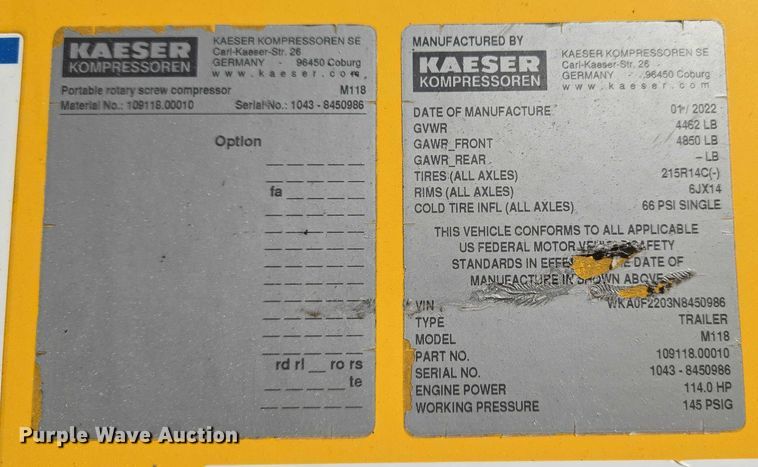 KAESER
KOMPRESSOREN
KAESER KOMPRESSOREN SE
Carl-Kaeser-Str. 26
GERMANY - 96450 Coburg
www.kaeser.com
Portable rotary screw compressor M118
Material No.: 109118.00010 Serial-No.: 1043 - 8450986
Option
fa
rd rl __ ro rs
te
MANUFACTURED BY
KAESER
KOMPRESSOREN
KAESER KOMPRESSOREN SE
Carl-Kaeser-Str. 26
GERMANY - 96450 Coburg
www.kaeser.com
DATE OF MANUFACTURE 01 / 2022
GVWR 4462 LB
GAWR_FRONT 4850 LB
GAWR_REAR – LB
TIRES (ALL AXLES) 215R14C(-)
RIMS (ALL AXLES) 6JX14
COLD TIRE INFL (ALL AXLES) 66 PSI SINGLE
THIS VEHICLE CONFORMS TO ALL APPLICABLE
US FEDERAL MOTOR VEHICLE SAFETY
STANDARDS IN EFFE E DATE OF
MANUFACTURE IN SHOWN ABOVE
VIN WKA0F2203N8450986
TYPE TRAILER
MODEL M118
PART NO. 109118.00010
SERIAL NO. 1043 - 8450986
ENGINE POWER 114.0 HP
WORKING PRESSURE 145 PSIG
Purple Wave Auction